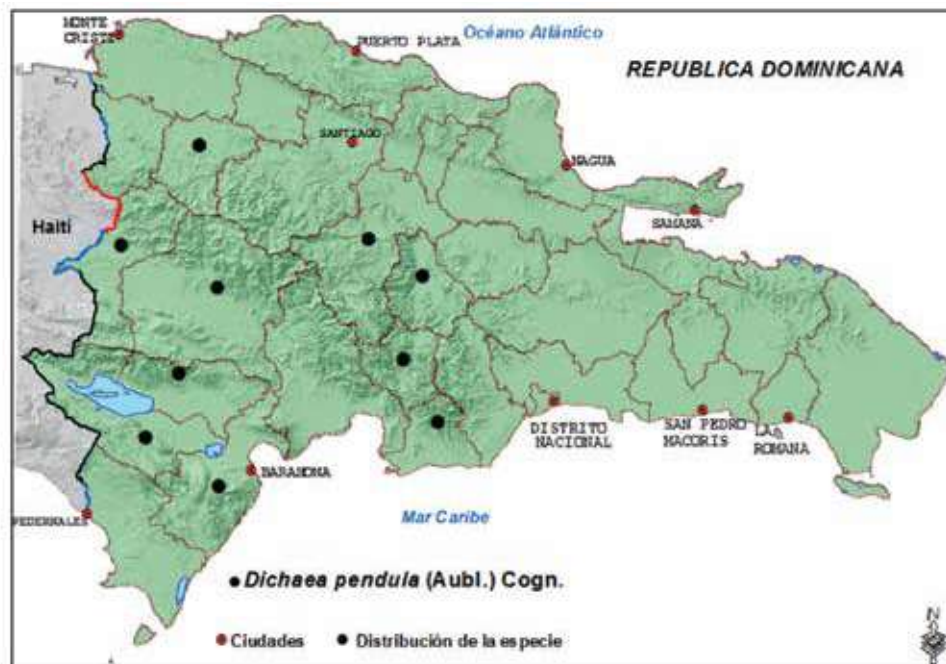 MONTE
CRISTI
PUERTO PLATA
Océano Atlántico
REPUBLICA DOMINICANA
SANTIAGO
NAGUA
SAMANA
Haití
DISTRITO
NACIONAL
SAN PEDRO
MACORIS
LA
ROMANA
BARAHONA
PEDERNALES
Mar Caribe
Dichaea pendula (Aubl.) Cogn.
Ciudades
Distribución de la especie
N